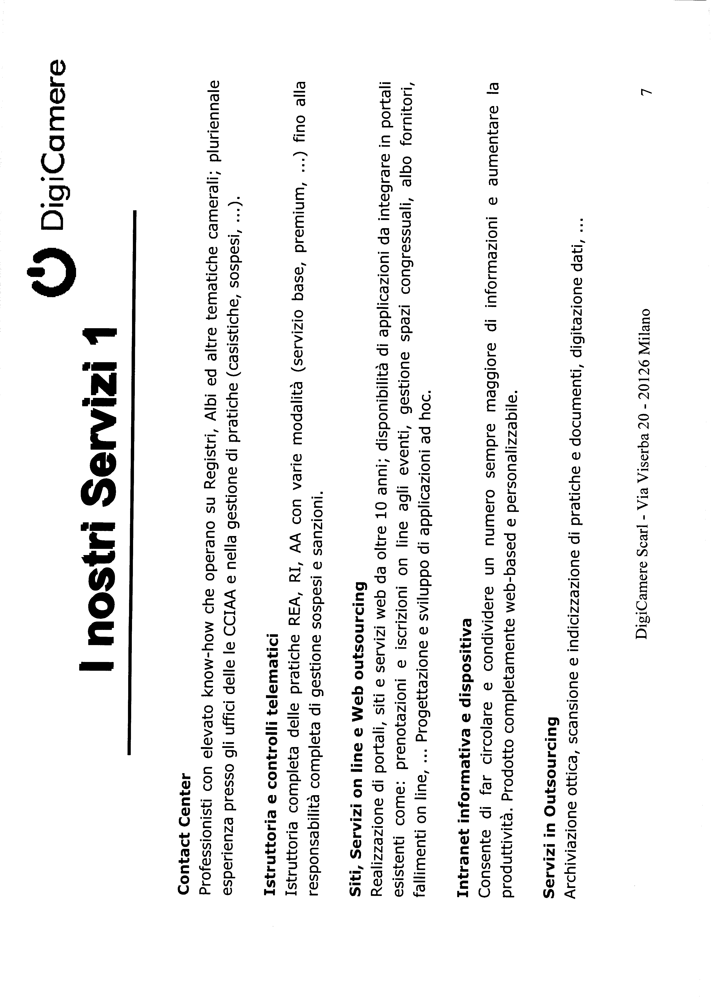 DigiCamere
I nostri Servizi 1
Contact Center
Professionisti con elevato know-how che operano su Registri, Albi ed altre tematiche camerali; pluriennale
esperienza presso gli uffici delle le CCIAA e nella gestione di pratiche (casistiche, sospesi, ...).
Istruttoria e controlli telematici
Istruttoria completa delle pratiche REA, RI, AA con varie modalità (servizio base, premium, ...) fino alla
responsabilità completa di gestione sospesi e sanzioni.
Siti, Servizi on line e Web outsourcing
Realizzazione di portali, siti e servizi web da oltre 10 anni; disponibilità di applicazioni da integrare in portali
esistenti come: prenotazioni e iscrizioni on line agli eventi, gestione spazi congressuali, albo fornitori,
fallimenti on line, ... Progettazione e sviluppo di applicazioni ad hoc.
Intranet informativa e dispositiva
Consente di far circolare e condividere un numero sempre maggiore di informazioni e aumentare la
produttività. Prodotto completamente web-based e personalizzabile.
Servizi in Outsourcing
Archiviazione ottica, scansione e indicizzazione di pratiche e documenti, digitazione dati, ...
DigiCamere Scarl - Via Viserba 20 - 20126 Milano
7